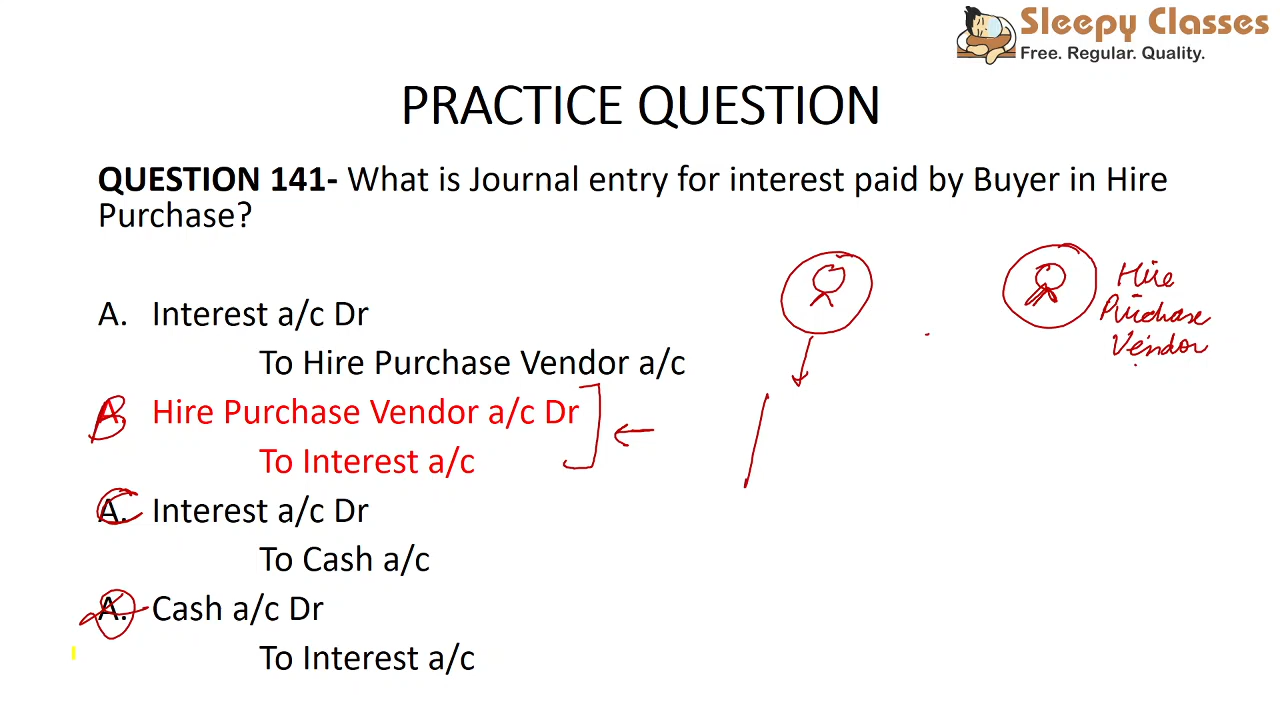 Sleepy Classes
Free. Regular. Quality.
PRACTICE QUESTION
QUESTION 141- What is Journal entry for interest paid by Buyer in Hire
Purchase?
A. Interest a/c Dr
To Hire Purchase Vendor a/c
A. Hire Purchase Vendor a/c Dr
B
To Interest a/c
A. Interest a/c Dr
C
To Cash a/c
A. Cash a/c Dr
To Interest a/c
Hire
Purchase
Vendor